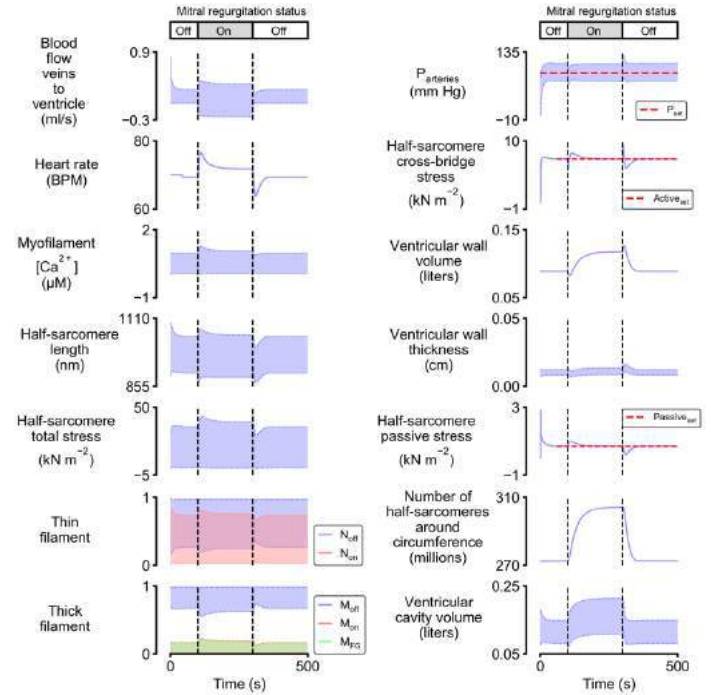 Mitral regurgitation status
Off On Off
Blood
flow
veins
to
ventricle
(ml/s)
0.9
−0.3
Heart rate
(BPM)
80
60
Myofilament
[Ca2+]
(μM)
2
−1
Half-sarcomere
length
(nm)
1110
855
Half-sarcomere
total stress
(kN m−2)
50
−5
Thin
filament
1
0
Noff
Non
Thick
filament
1
0
Moff
Mon
MFG
0 500
Time (s)
Mitral regurgitation status
Off On Off
Parteries
(mm Hg)
135
−10
Pset
Half-sarcomere
cross-bridge
stress
(kN m−2)
10
−1
Activeset
Ventricular wall
volume
(liters)
0.15
0.05
Ventricular wall
thickness
(cm)
0.05
0.00
Half-sarcomere
passive stress
(kN m−2)
3
−1
Passiveset
Number of
half-sarcomeres
around
circumference
(millions)
310
270
Ventricular
cavity volume
(liters)
0.25
0.05
0 500
Time (s)